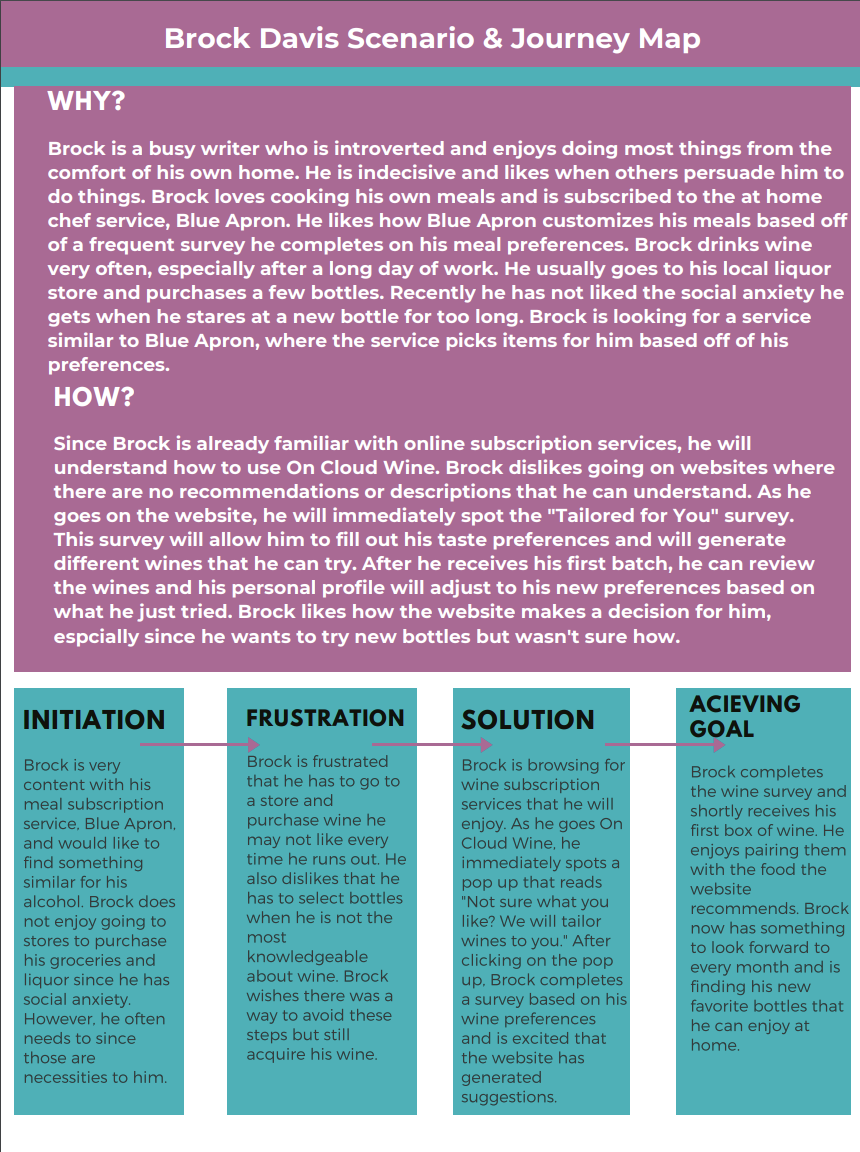 Brock Davis Scenario & Journey Map
WHY?
Brock is a busy writer who is introverted and enjoys doing most things from the
comfort of his own home. He is indecisive and likes when others persuade him to
do things. Brock loves cooking his own meals and is subscribed to the at home
chef service, Blue Apron. He likes how Blue Apron customizes his meals based off
of a frequent survey he completes on his meal preferences. Brock drinks wine
very often, especially after a long day of work. He usually goes to his local liquor
store and purchases a few bottles. Recently he has not liked the social anxiety he
gets when he stares at a new bottle for too long. Brock is looking for a service
similar to Blue Apron, where the service picks items for him based off of his
preferences.
HOW?
Since Brock is already familiar with online subscription services, he will
understand how to use On Cloud Wine. Brock dislikes going on websites where
there are no recommendations or descriptions that he can understand. As he
goes on the website, he will immediately spot the "Tailored for You" survey.
This survey will allow him to fill out his taste preferences and will generate
different wines that he can try. After he receives his first batch, he can review
the wines and his personal profile will adjust to his new preferences based on
what he just tried. Brock likes how the website makes a decision for him,
espcially since he wants to try new bottles but wasn't sure how.
INITIATION
Brock is very
content with his
meal subscription
service, Blue Apron,
and would like to
find something
similar for his
alcohol. Brock does
not enjoy going to
stores to purchase
his groceries and
liquor since he has
social anxiety.
However, he often
needs to since
those are
necessities to him.
FRUSTRATION
Brock is frustrated
that he has to go to
a store and
purchase wine he
may not like every
time he runs out. He
also dislikes that he
has to select bottles
when he is not the
most
knowledgeable
about wine. Brock
wishes there was a
way to avoid these
steps but still
acquire his wine.
SOLUTION
Brock is browsing for
wine subscription
services that he will
enjoy. As he goes On
Cloud Wine, he
immediately spots a
pop up that reads
"Not sure what you
like? We will tailor
wines to you." After
clicking on the pop
up, Brock completes
a survey based on his
wine preferences
and is excited that
the website has
generated
suggestions.
ACIEVING
GOAL
Brock completes
the wine survey and
shortly receives his
first box of wine. He
enjoys pairing them
with the food the
website
recommends. Brock
now has something
to look forward to
every month and is
finding his new
favorite bottles that
he can enjoy at
home.